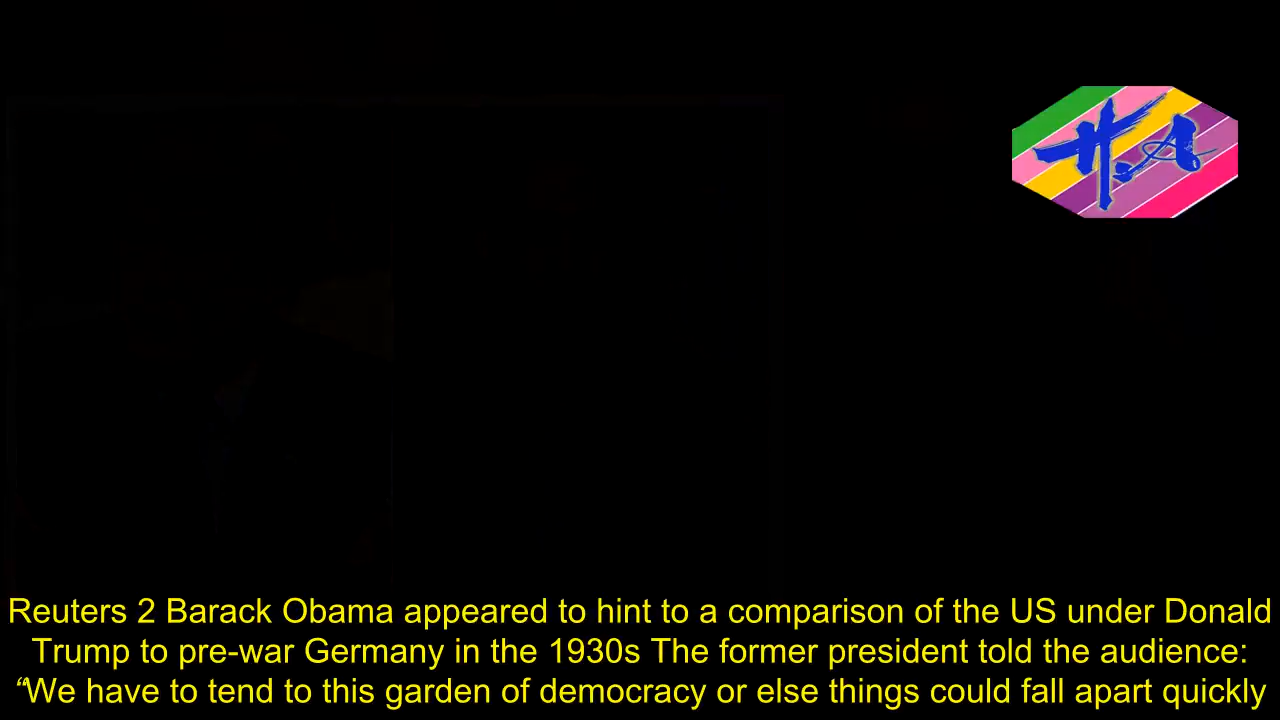 H.A
Reuters 2 Barack Obama appeared to hint to a comparison of the US under Donald
Trump to pre-war Germany in the 1930s The former president told the audience:
“We have to tend to this garden of democracy or else things could fall apart quickly